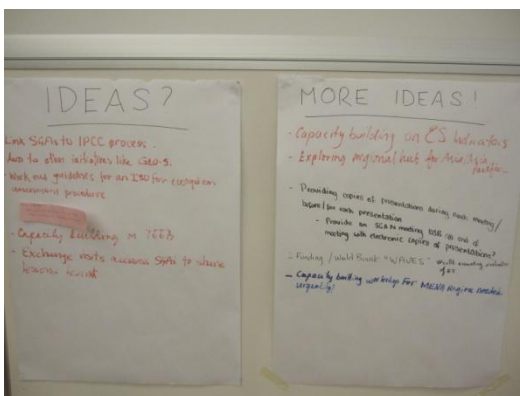 IDEAS?
Link SGAs to IPCC process.
Also to other initiatives like GEO-5.
- Work out guidelines for an ISO for ecosystem
assessment procedure
- Capacity building in TEEB
- Exchange visits across SGAs to share
lessons learnt
MORE IDEAS!
- Capacity building on ES Indicators
- Exploring regional hub for Asia/Asia
Pacific
- Providing copies of presentations during each meeting/
before/for each presentation
- Provide an SGAN meeting USB at end of
meeting with electronic copies of presentations?
- Funding / World Bank "WAVES"
- Capacity building workshop For MENA Region needed
urgently!